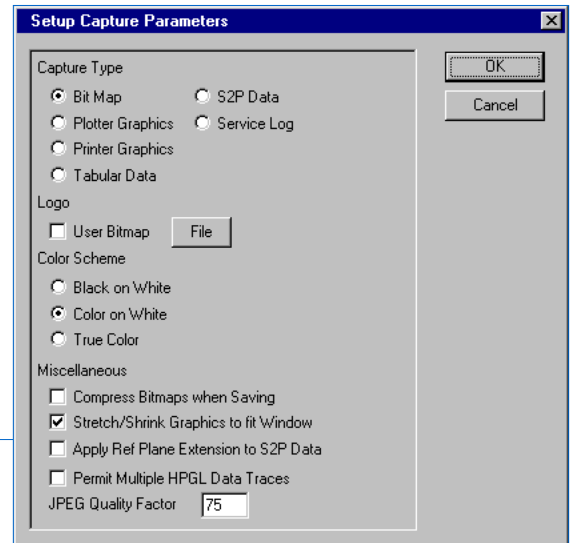 Setup Capture Parameters
OK
Cancel
Capture Type
Bit Map
S2P Data
Plotter Graphics
Service Log
Printer Graphics
Tabular Data
Logo
User Bitmap
File
Color Scheme
Black on White
Color on White
True Color
Miscellaneous
Compress Bitmaps when Saving
Stretch/Shrink Graphics to fit Window
Apply Ref Plane Extension to S2P Data
Permit Multiple HPGL Data Traces
JPEG Quality Factor 75